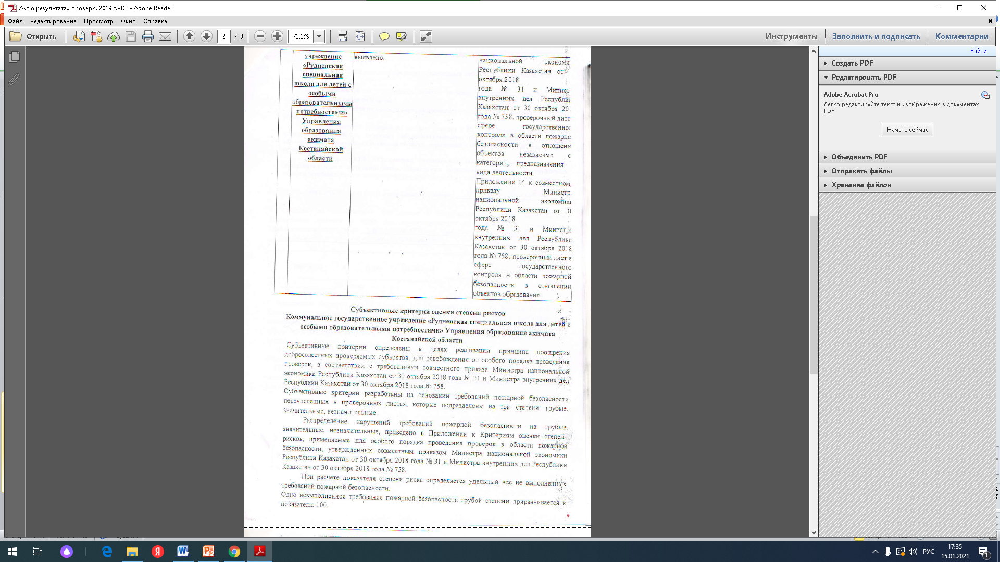 Акт о результатах проверки2019 г.PDF - Adobe Reader
Файл Редактирование Просмотр Окно Справка
Открыть 2 / 3 73,3% Инструменты Заполнить и подписать Комментарии
Войти
Создать PDF
Редактировать PDF
Adobe Acrobat Pro
Легко редактируйте текст и изображения в документах
PDF
Начать сейчас
Объединить PDF
Отправить файлы
Хранение файлов
учреждение
«Рудненская
специальная
школа для детей с
особыми
образовательными
потребностями»
Управления
образования
акимата
Костанайской
области
выявлено.
национальной экономи
Республики Казахстан от
октября 2018
года № 31 и Минист
внутренних дел Республи
Казахстан от 30 октября 201
года № 758, проверочный лист
сфере государственно
контроля в области пожарно
безопасности в отношени
объектов независимо о
категории, предназначения
вида деятельности.
Приложение 14 к совместном
приказу Министр
национальной экономики
Республики Казахстан от 30
октября 2018
года № 31 и Министра
внутренних дел Республики
Казахстан от 30 октября 2018
года № 758, проверочный лист в
сфере государственного
контроля в области пожарной
безопасности в отношении
объектов образования.
Субъективные критерии оценки степени рисков
Коммунальное государственное учреждение «Рудненская специальная школа для детей с
особыми образовательными потребностями» Управления образования акимата
Костанайской области
Субъективные критерии определены в целях реализации принципа поощрения
добросовестных проверяемых субъектов, для освобождения от особого порядка проведения
проверок, в соответствии с требованиями совместного приказа Министра национальной
экономики Республики Казахстан от 30 октября 2018 года № 31 и Министра внутренних дел
Республики Казахстан от 30 октября 2018 года № 758.
Субъективные критерии разработаны на основании требований пожарной безопасности
перечисленных в проверочных листах, которые подразделены на три степени: грубые,
значительные, незначительные.
Распределение нарушений требований пожарной безопасности на грубые,
значительные, незначительные, приведено в Приложении к Критериям оценки степени
рисков, применяемые для особого порядка проведения проверок в области пожарной
безопасности, утвержденных совместным приказом Министра национальной экономики
Республики Казахстан от 30 октября 2018 года № 31 и Министра внутренних дел Республики
Казахстан от 30 октября 2018 года № 758.
При расчете показателя степени риска определяется удельный вес не выполненных
требований пожарной безопасности.
Одно невыполненное требование пожарной безопасности грубой степени приравнивается к
показателю 100.
РУС
17:35
15.01.2021
1